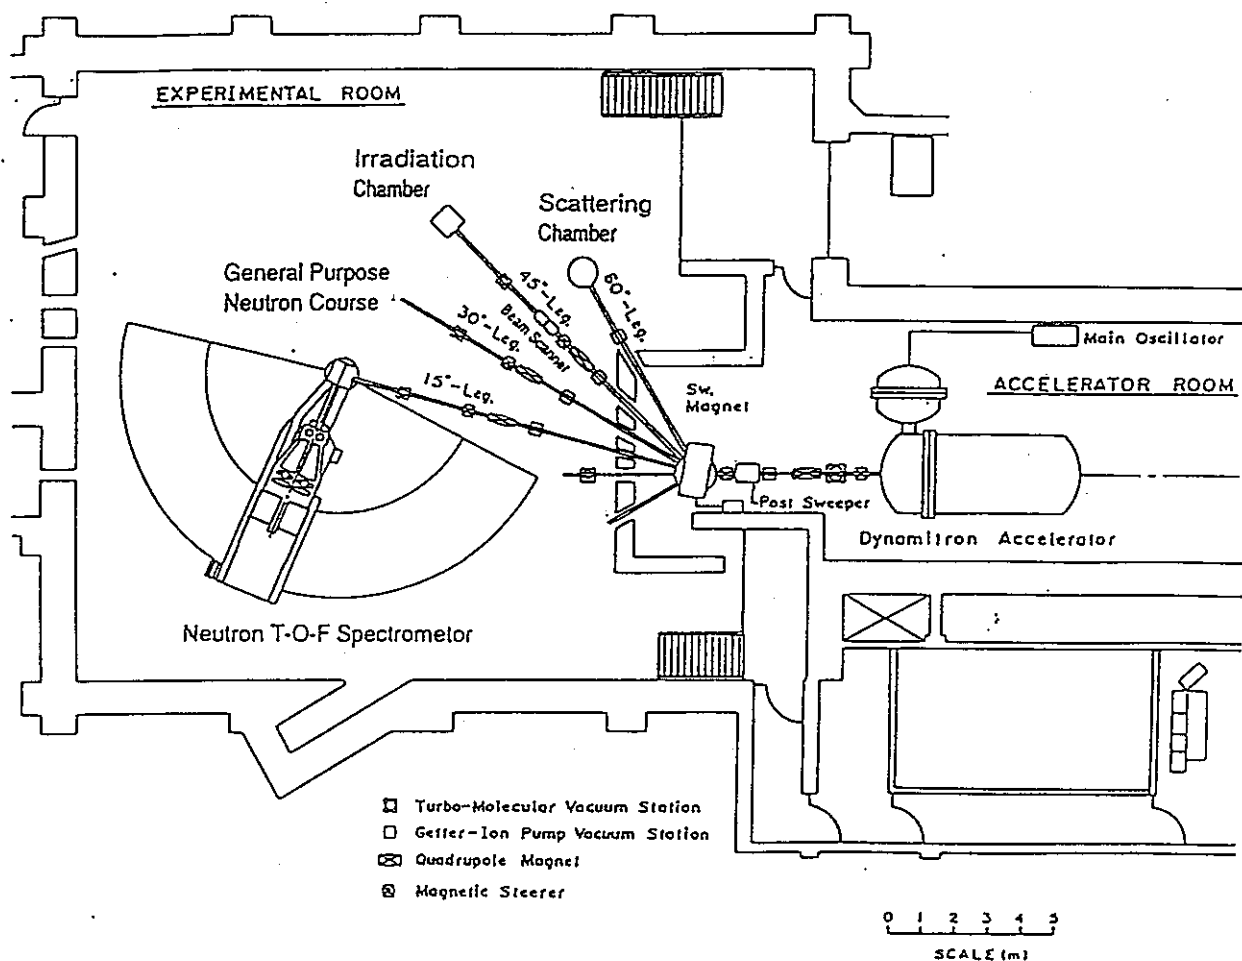 EXPERIMENTAL ROOM
Irradiation
Chamber
Scattering
Chamber
General Purpose
Neutron Course
45°-Leg.
60°-Leg.
30°-Leg.
Beam Scanner
15°-Leg.
Sw.
Magnet
Main Oscillator
ACCELERATOR ROOM
Post Sweeper
Dynamitron Accelerator
Neutron T-O-F Spectrometor
Turbo-Molecular Vacuum Station
Getter-Ion Pump Vacuum Station
Quadrupole Magnet
Magnetic Steerer
0 1 2 3 4 5
SCALE (m)